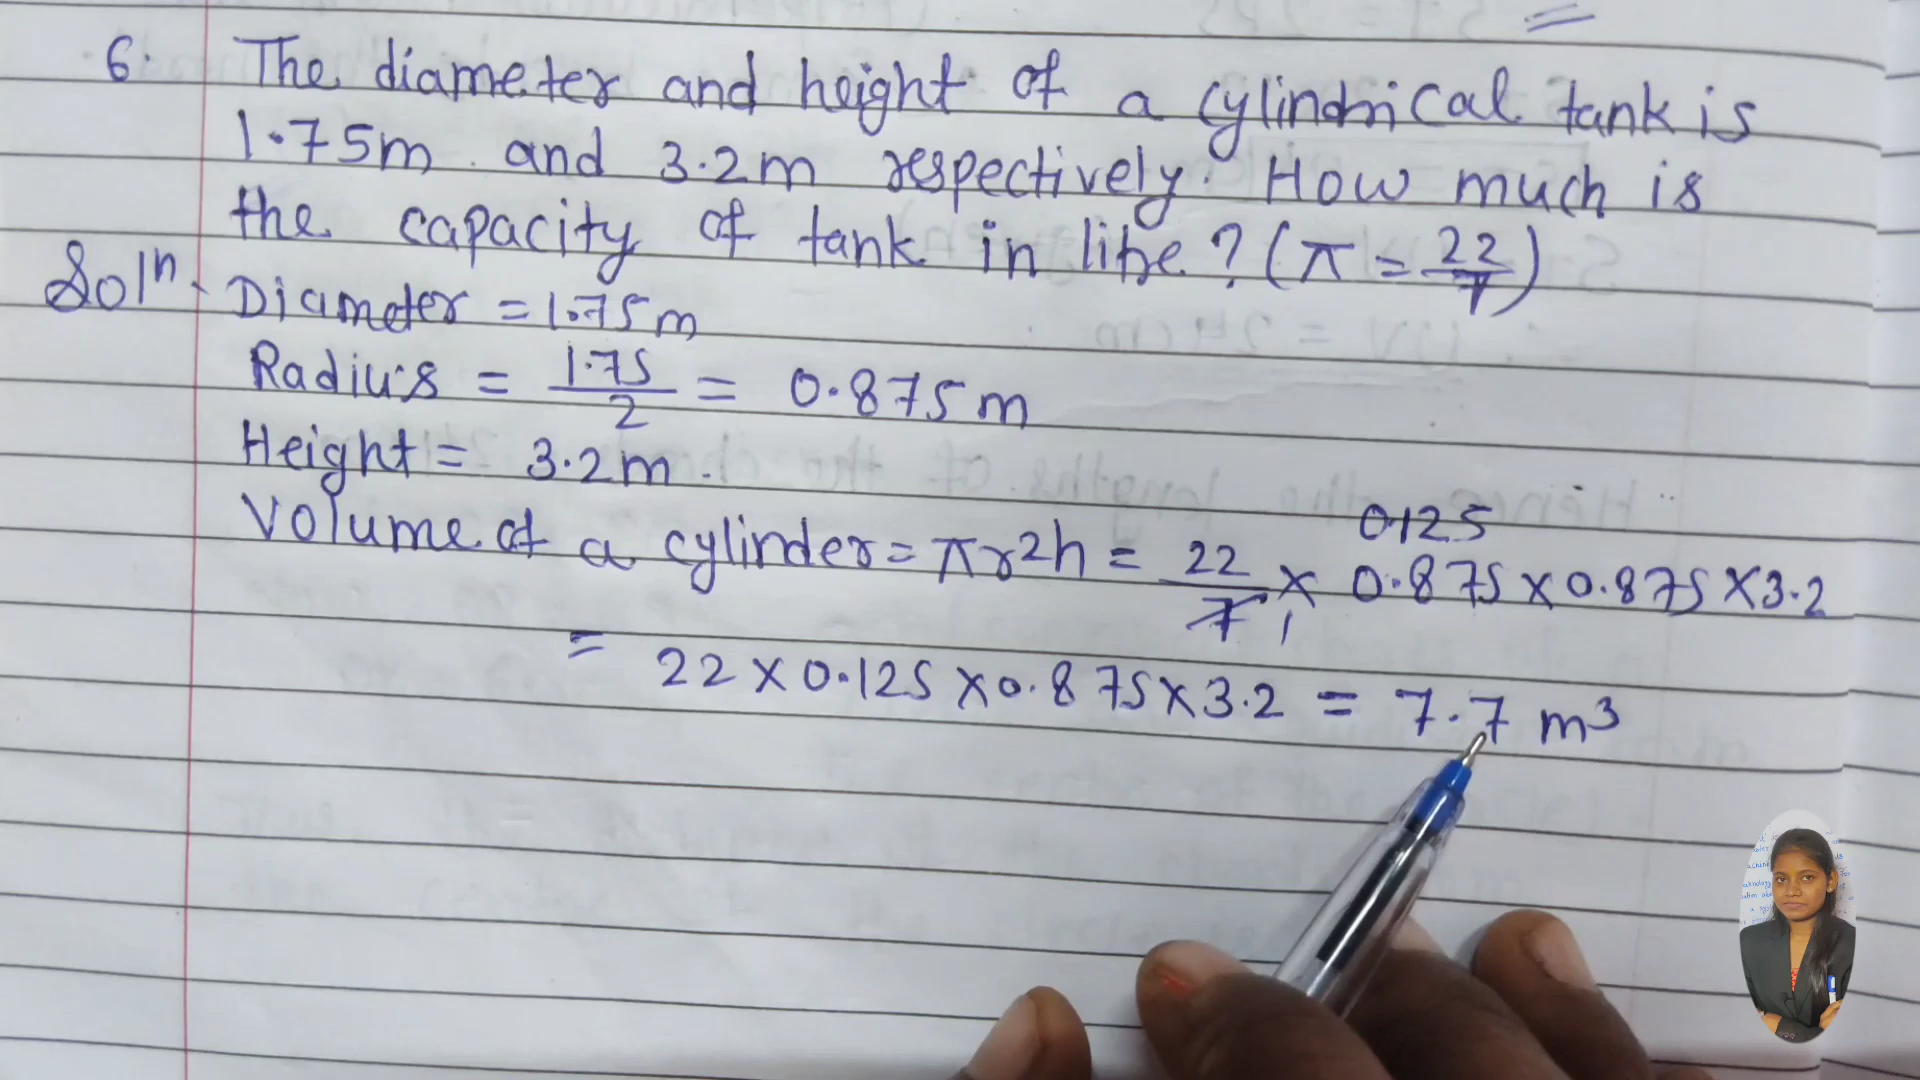 6. The diameter and height of a cylindrical tank is
1.75m and 3.2m respectively. How much is
the capacity of tank in litre? (π = 22/7)
Solⁿ. Diameter = 1.75m
Radius = 1.75/2 = 0.875m
Height = 3.2m.
Volume of a cylinder = πr2h = 22/7 1 × 0.875 0.125 × 0.875 × 3.2
= 22 × 0.125 × 0.875 × 3.2 = 7.7 m³